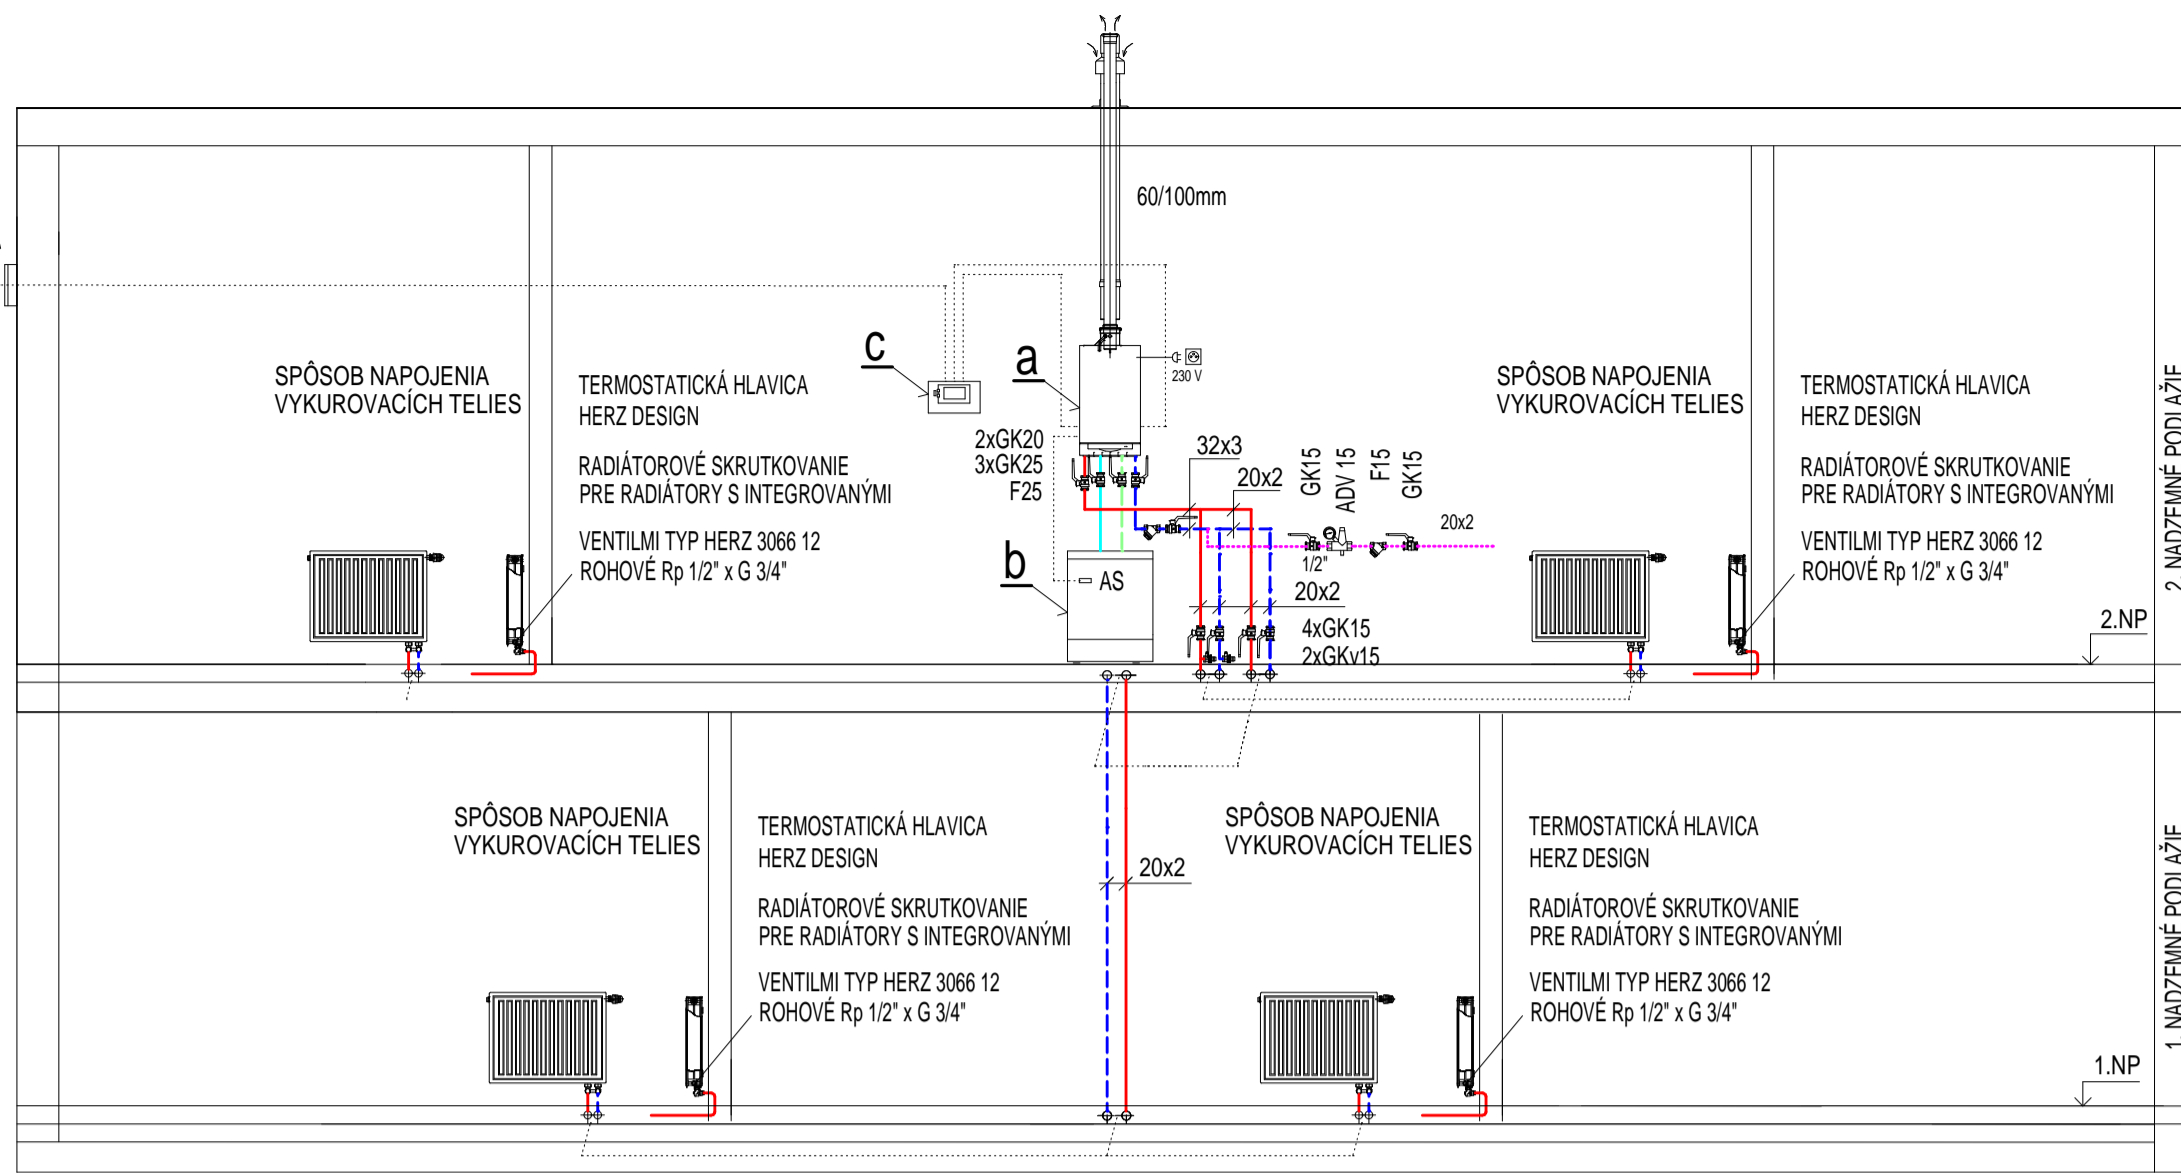 60/100mm
c
a
230 V
SPÔSOB NAPOJENIA
VYKUROVACÍCH TELIES
TERMOSTATICKÁ HLAVICA
HERZ DESIGN
RADIÁTOROVÉ SKRUTKOVANIE
PRE RADIÁTORY S INTEGROVANÝMI
VENTILMI TYP HERZ 3066 12
ROHOVÉ Rp 1/2" x G 3/4"
2xGK20
3xGK25
F25
32x3
20x2
GK15
ADV 15
F15
GK15
20x2
1/2"
b
AS
20x2
4xGK15
2xGKv15
SPÔSOB NAPOJENIA
VYKUROVACÍCH TELIES
TERMOSTATICKÁ HLAVICA
HERZ DESIGN
RADIÁTOROVÉ SKRUTKOVANIE
PRE RADIÁTORY S INTEGROVANÝMI
VENTILMI TYP HERZ 3066 12
ROHOVÉ Rp 1/2" x G 3/4"
2.NP
2. NADZEMNÉ PODLAŽIE
SPÔSOB NAPOJENIA
VYKUROVACÍCH TELIES
TERMOSTATICKÁ HLAVICA
HERZ DESIGN
RADIÁTOROVÉ SKRUTKOVANIE
PRE RADIÁTORY S INTEGROVANÝMI
VENTILMI TYP HERZ 3066 12
ROHOVÉ Rp 1/2" x G 3/4"
20x2
SPÔSOB NAPOJENIA
VYKUROVACÍCH TELIES
TERMOSTATICKÁ HLAVICA
HERZ DESIGN
RADIÁTOROVÉ SKRUTKOVANIE
PRE RADIÁTORY S INTEGROVANÝMI
VENTILMI TYP HERZ 3066 12
ROHOVÉ Rp 1/2" x G 3/4"
1.NP
1. NADZEMNÉ PODLAŽIE